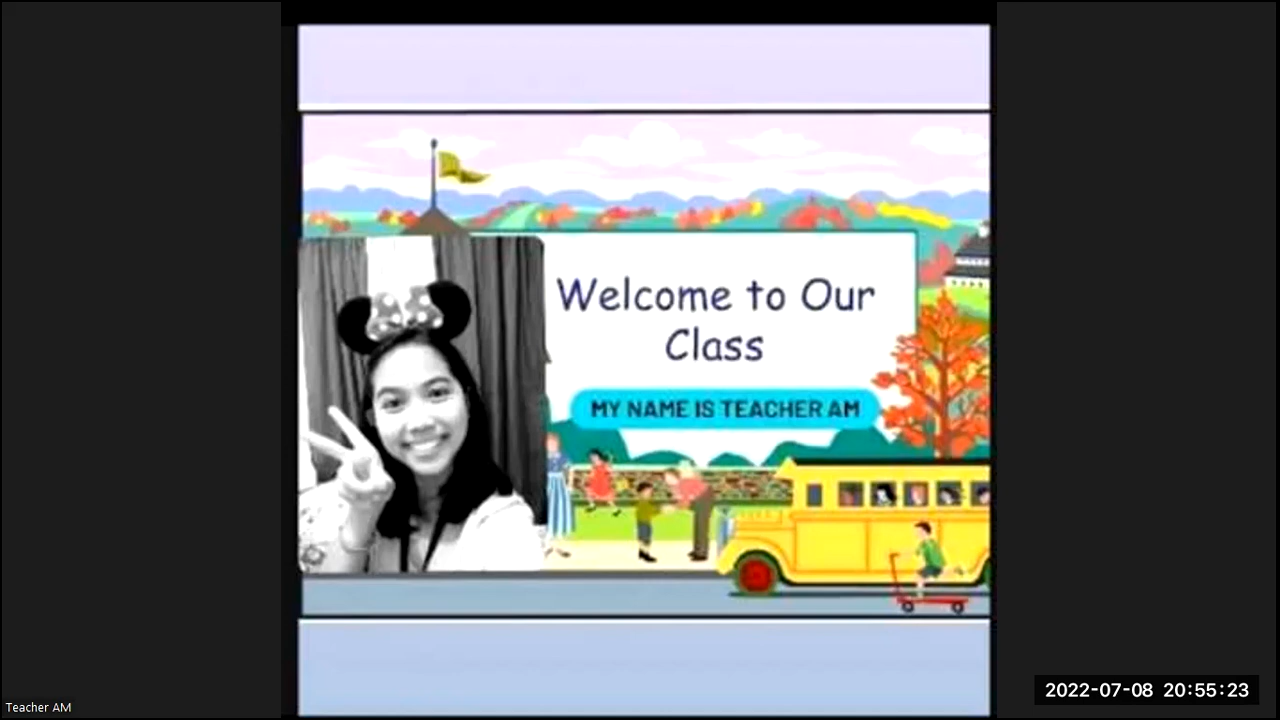 Welcome to Our
Class
MY NAME IS TEACHER AM
Teacher AM
2022-07-08 20:55:23